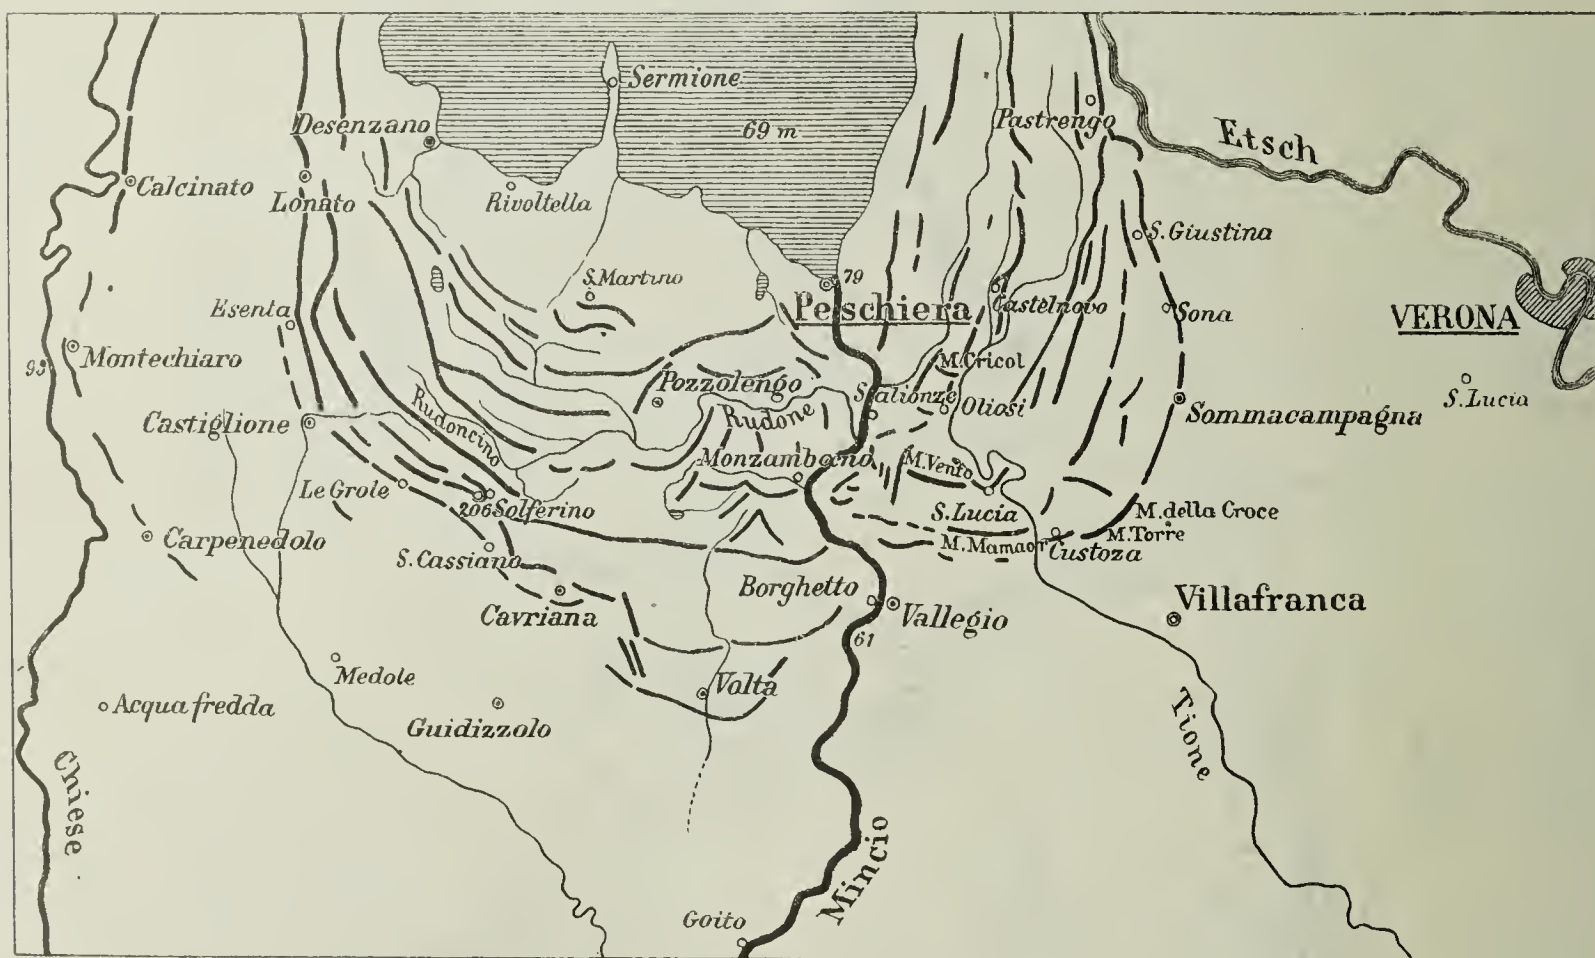 Sermione
Desenzano
69 m
Pastrengo
Etsch
Calcinato
Lonato
Rivoltella
S. Giustina
S. Martino
79
Esenta
Peschiera
Castelnovo
Sona
VERONA
Montechiaro
93
M. Cricol
Pozzolengo
Salionze
Oliosi
S. Lucia
Rudoncino
Rudone
Sommacampagna
Castiglione
Monzambano
M. Vento
Le Grole
206 Solferino
S. Lucia
M. della Croce
Carpenedolo
M. Torre
S. Cassiano
M. Mamaor
Custoza
Borghetto
Villafranca
Cavriana
Vallegio
61
Medole
Volta
Acqua fredda
Guidizzolo
Tione
Chiese
Mincio
Goito